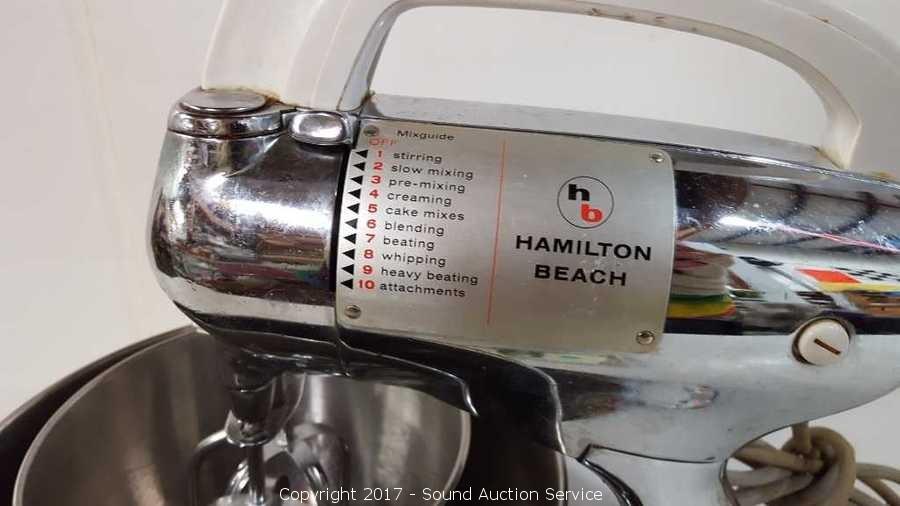 Mixguide
OFF
1 stirring
2 slow mixing
3 pre-mixing
4 creaming
5 cake mixes
6 blending
7 beating
8 whipping
9 heavy beating
10 attachments
hb
HAMILTON
BEACH
Copyright 2017 - Sound Auction Service